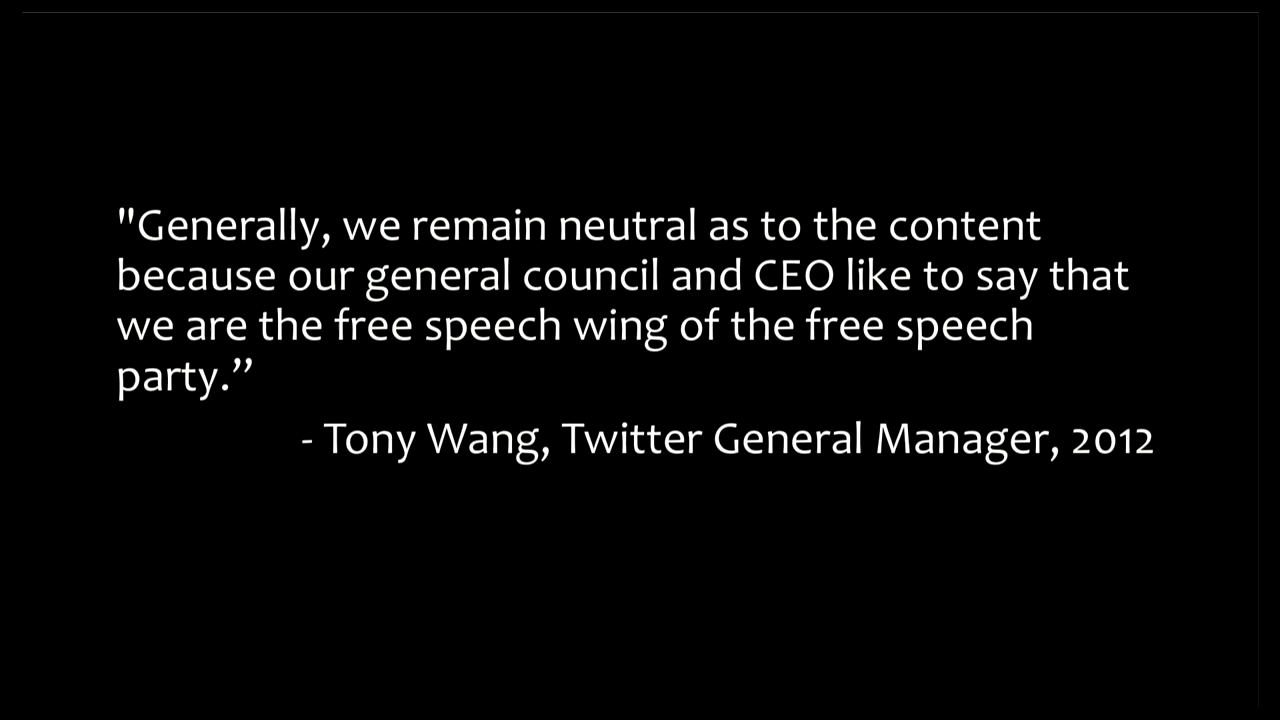 "Generally, we remain neutral as to the content
because our general council and CEO like to say that
we are the free speech wing of the free speech
party.”
- Tony Wang, Twitter General Manager, 2012